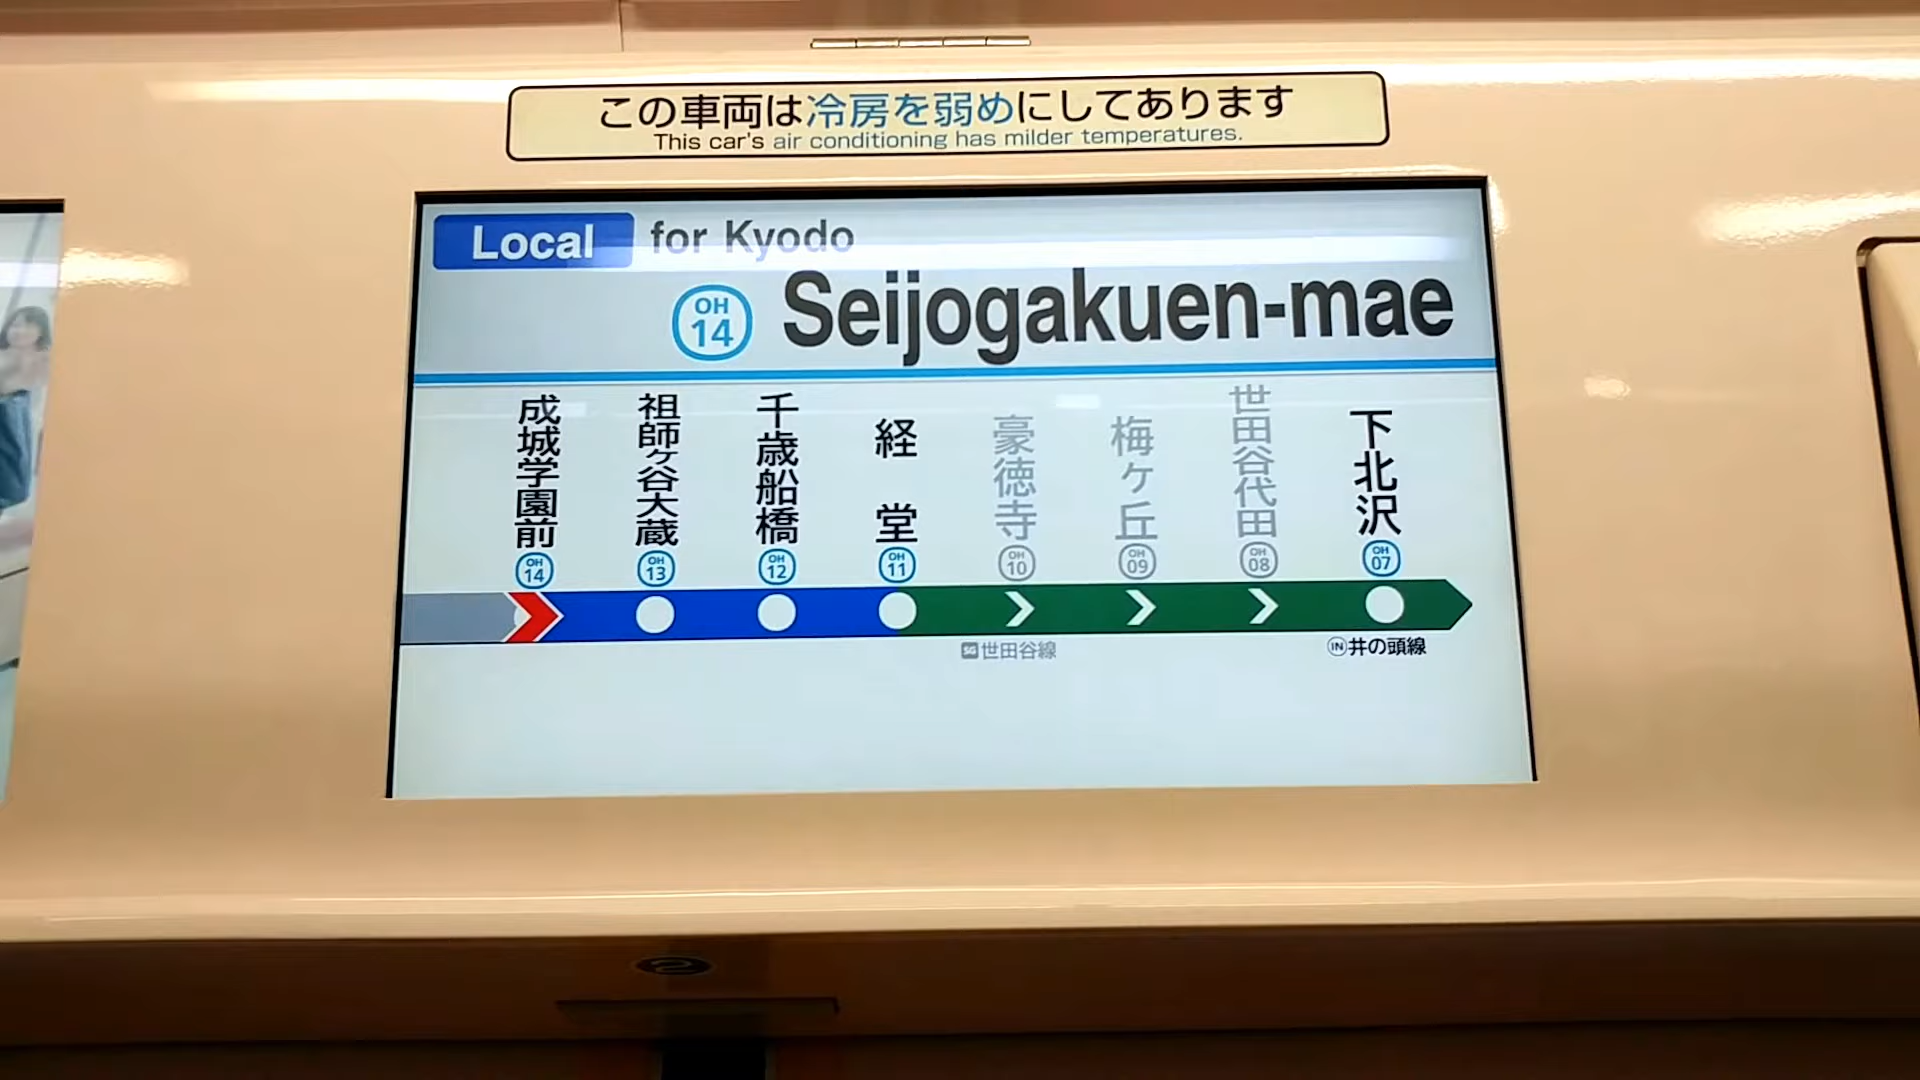 この車両は冷房を弱めにしてあります
This car's air conditioning has milder temperatures.
Local for Kyodo
OH 14 Seijogakuen-mae
成城学園前 OH 14
祖師ヶ谷大蔵 OH 13
千歳船橋 OH 12
経堂 OH 11
豪徳寺 OH 10
梅ヶ丘 OH 09
世田谷代田 OH 08
下北沢 OH 07
SG 世田谷線
IN 井の頭線